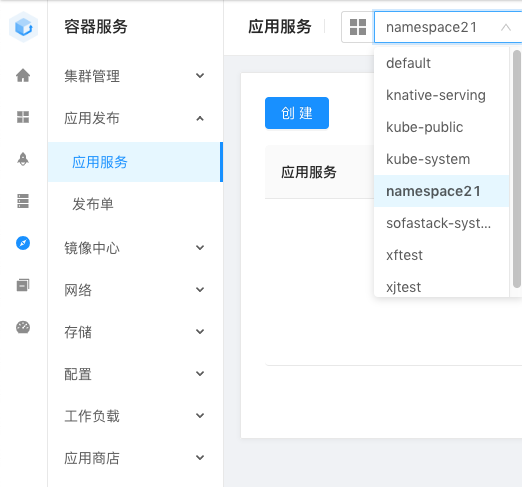 容器服务
集群管理
应用发布
应用服务
发布单
镜像中心
网络
存储
配置
工作负载
应用商店
应用服务
namespace21
default
knative-serving
kube-public
kube-system
namespace21
sofastack-syst...
xftest
xjtest
创 建
应用服务